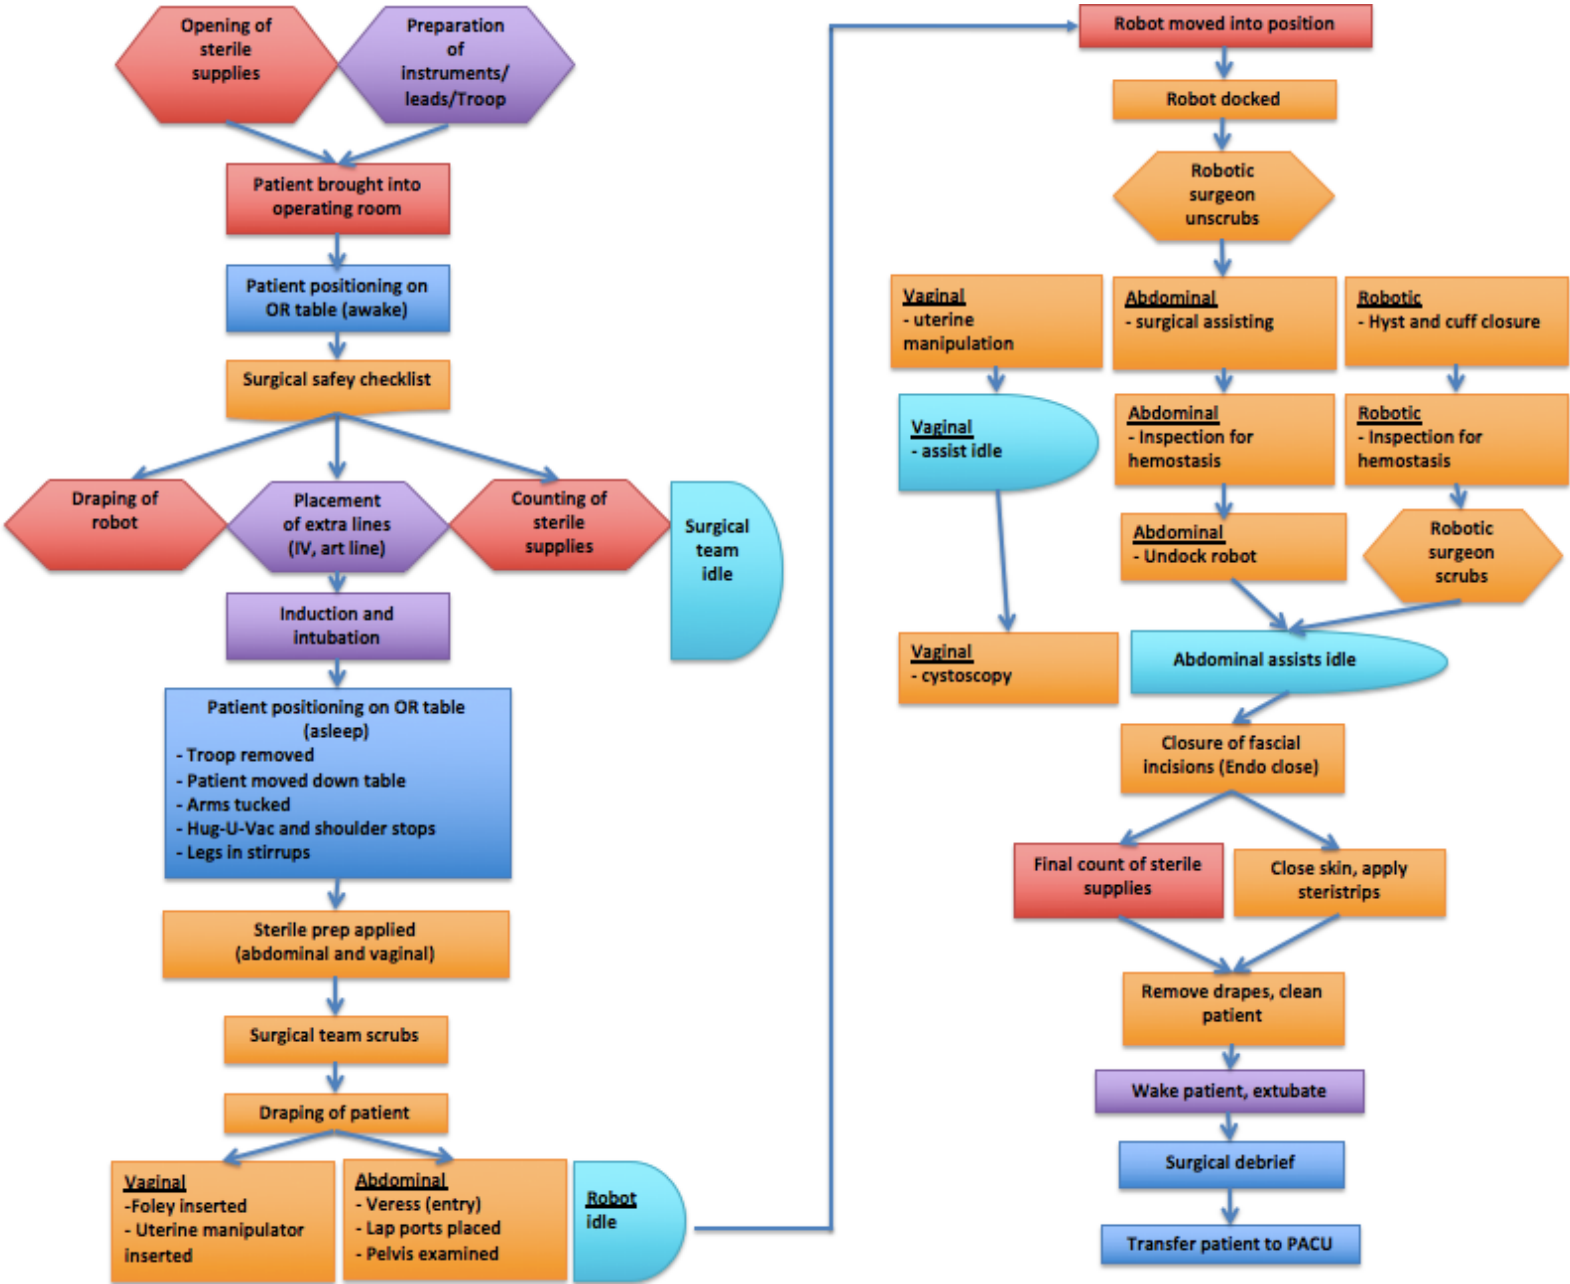 Opening of
sterile
supplies
Preparation
of
instruments/
leads/Troop
Patient brought into
operating room
Patient positioning on
OR table (awake)
Surgical safey checklist
Draping of
robot
Placement
of extra lines
(IV, art line)
Counting of
sterile
supplies
Surgical
team
idle
Induction and
intubation
Patient positioning on OR table
(asleep)
- Troop removed
- Patient moved down table
- Arms tucked
- Hug-U-Vac and shoulder stops
- Legs in stirrups
Sterile prep applied
(abdominal and vaginal)
Surgical team scrubs
Draping of patient
Vaginal
-Foley inserted
- Uterine manipulator
inserted
Abdominal
- Veress (entry)
- Lap ports placed
- Pelvis examined
Robot
idle
Robot moved into position
Robot docked
Robotic
surgeon
unscrubs
Vaginal
- uterine
manipulation
Abdominal
- surgical assisting
Robotic
- Hyst and cuff closure
Vaginal
- assist idle
Abdominal
- Inspection for
hemostasis
Robotic
- Inspection for
hemostasis
Abdominal
- Undock robot
Robotic
surgeon
scrubs
Vaginal
- cystoscopy
Abdominal assists idle
Closure of fascial
incisions (Endo close)
Final count of sterile
supplies
Close skin, apply
steristrips
Remove drapes, clean
patient
Wake patient, extubate
Surgical debrief
Transfer patient to PACU